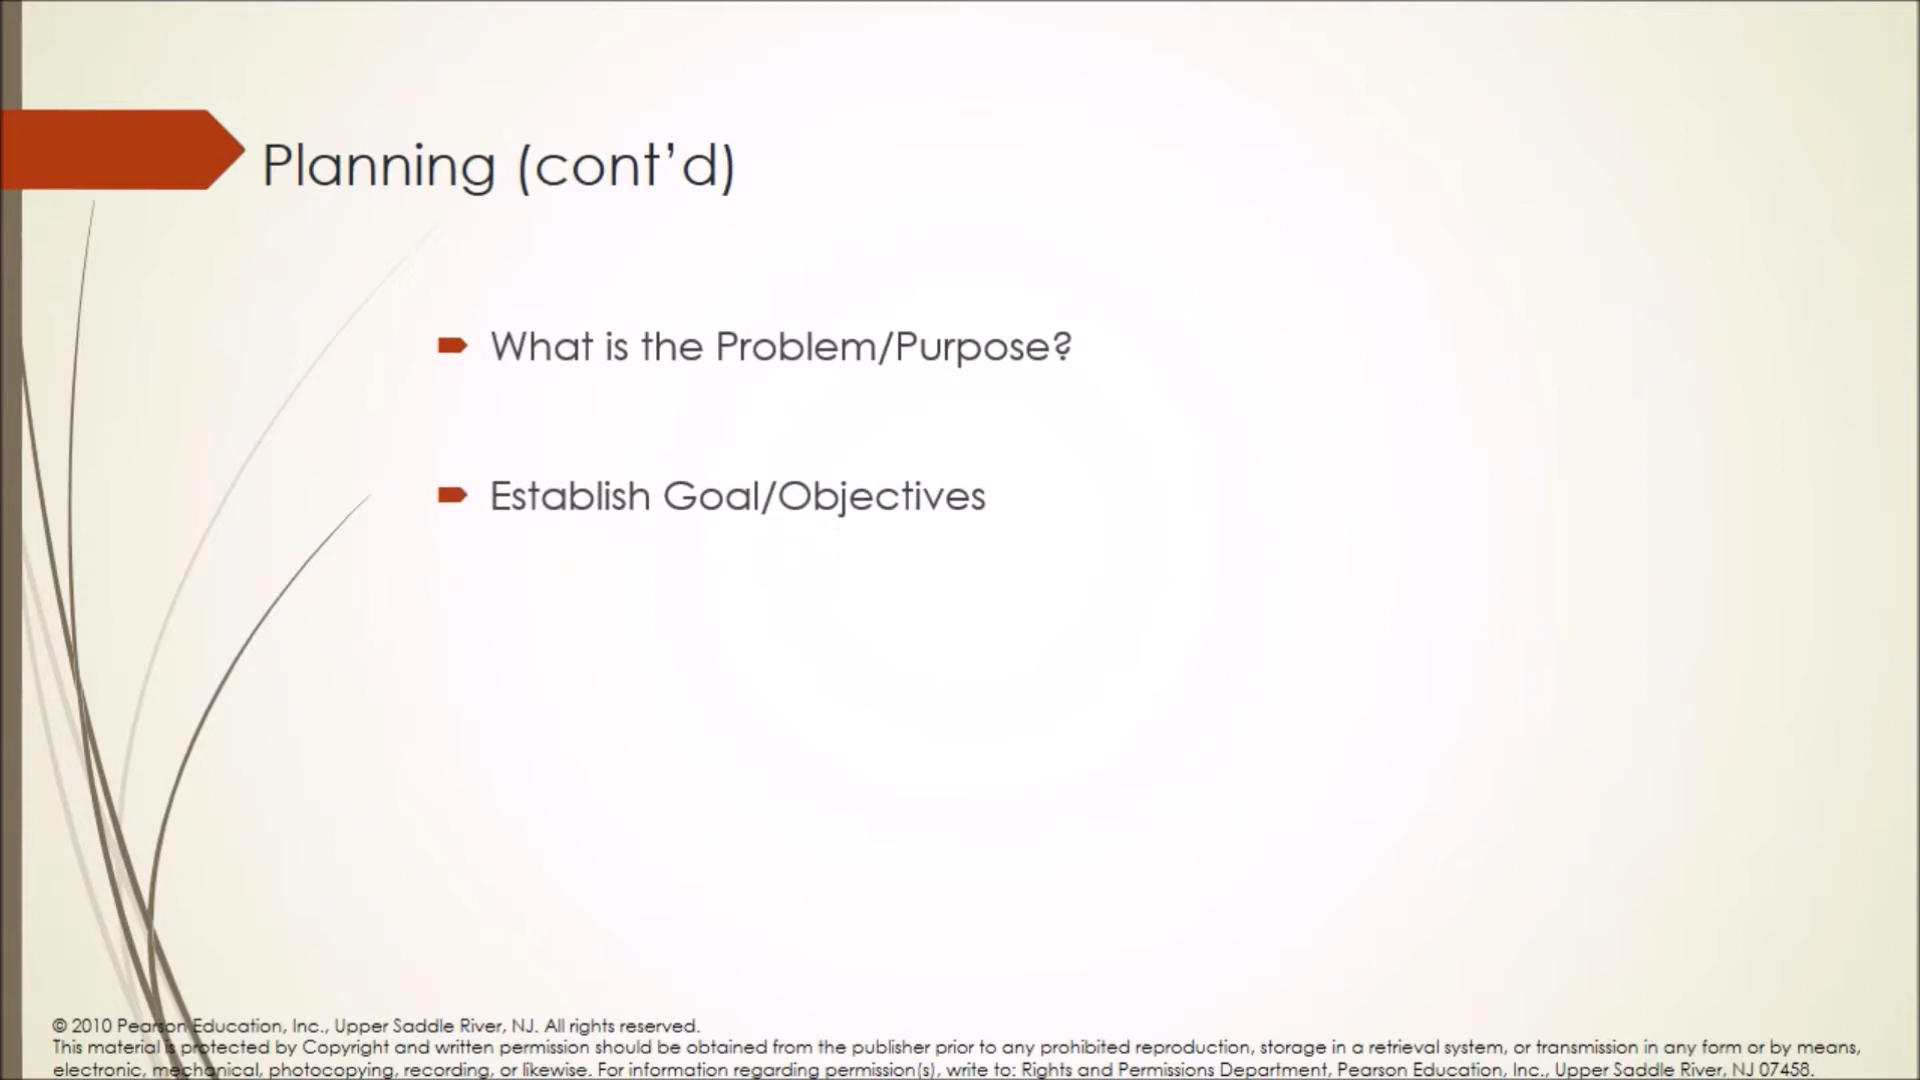 Planning (cont’d)
What is the Problem/Purpose?
Establish Goal/Objectives
© 2010 Pearson Education, Inc., Upper Saddle River, NJ. All rights reserved.
This material is protected by Copyright and written permission should be obtained from the publisher prior to any prohibited reproduction, storage in a retrieval system, or transmission in any form or by means,
electronic, mechanical, photocopying, recording, or likewise. For information regarding permission(s), write to: Rights and Permissions Department, Pearson Education, Inc., Upper Saddle River, NJ 07458.